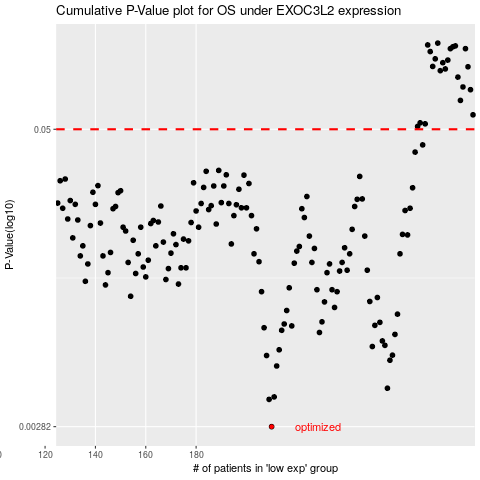 Cumulative P-Value plot for OS under EXOC3L2 expression
P-Value(log10)
0.05
0.00282
optimized
0
120
140
160
180
# of patients in 'low exp' group